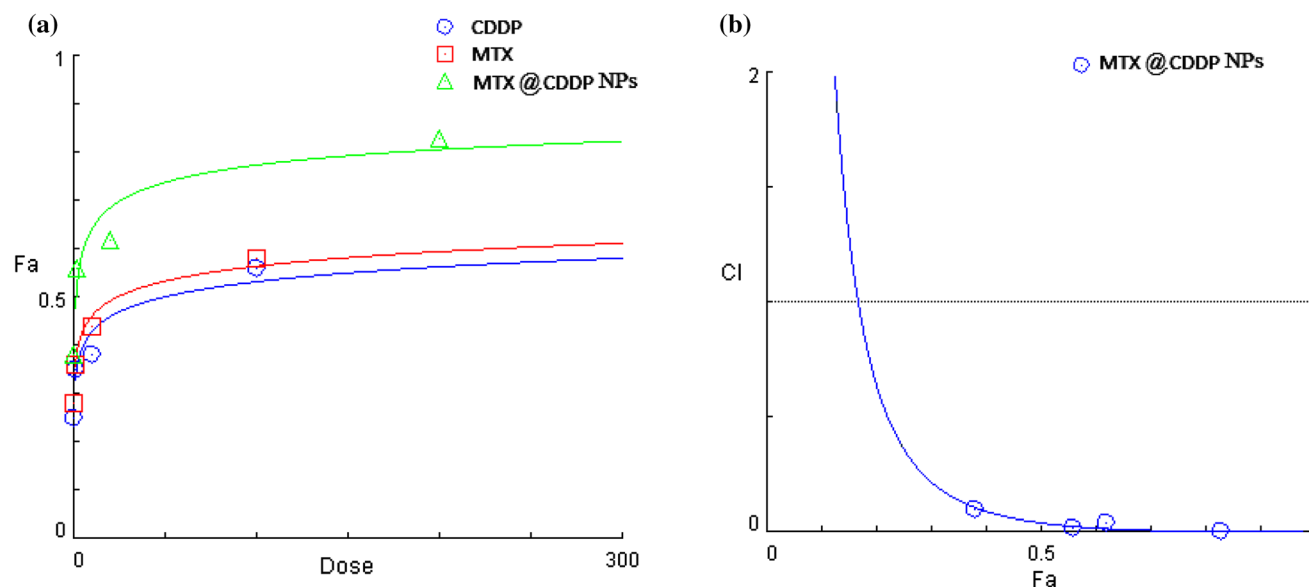 (a)
CDDP
MTX
MTX @.CDDP NPs
1
Fa
0.5
0
0
Dose
300
(b)
MTX @.CDDP NPs
2
CI
0
0
0.5
Fa